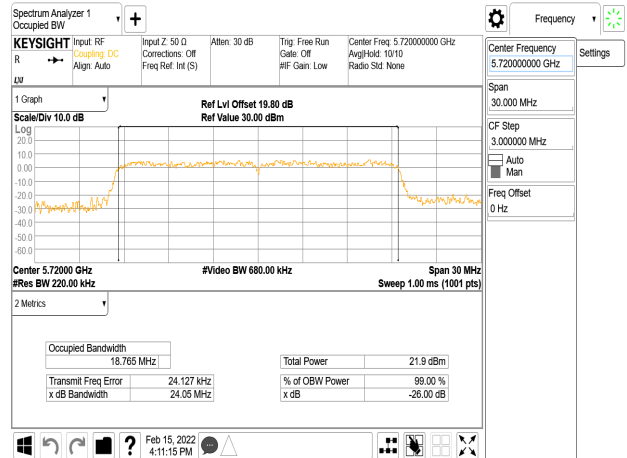 Spectrum Analyzer 1
Occupied BW
Frequency
KEYSIGHT
R
LXI
Input: RF
Coupling: DC
Align: Auto
Input Z: 50 Ω
Corrections: Off
Freq Ref: Int (S)
Atten: 30 dB
Trig: Free Run
Gate: Off
#IF Gain: Low
Center Freq: 5.720000000 GHz
Avg|Hold: 10/10
Radio Std: None
Center Frequency
5.720000000 GHz
Settings
Span
30.000 MHz
CF Step
3.000000 MHz
Auto
Man
Freq Offset
0 Hz
1 Graph
Scale/Div 10.0 dB
Ref Lvl Offset 19.80 dB
Ref Value 30.00 dBm
Log
20.0
10.0
0.00
-10.0
-20.0
-30.0
-40.0
-50.0
-60.0
Center 5.72000 GHz
#Video BW 680.00 kHz
Span 30 MHz
#Res BW 220.00 kHz
Sweep 1.00 ms (1001 pts)
2 Metrics
Occupied Bandwidth
18.765 MHz
Total Power 21.9 dBm
Transmit Freq Error 24.127 kHz
% of OBW Power 99.00 %
x dB Bandwidth 24.05 MHz
x dB -26.00 dB
?
Feb 15, 2022
4:11:15 PM